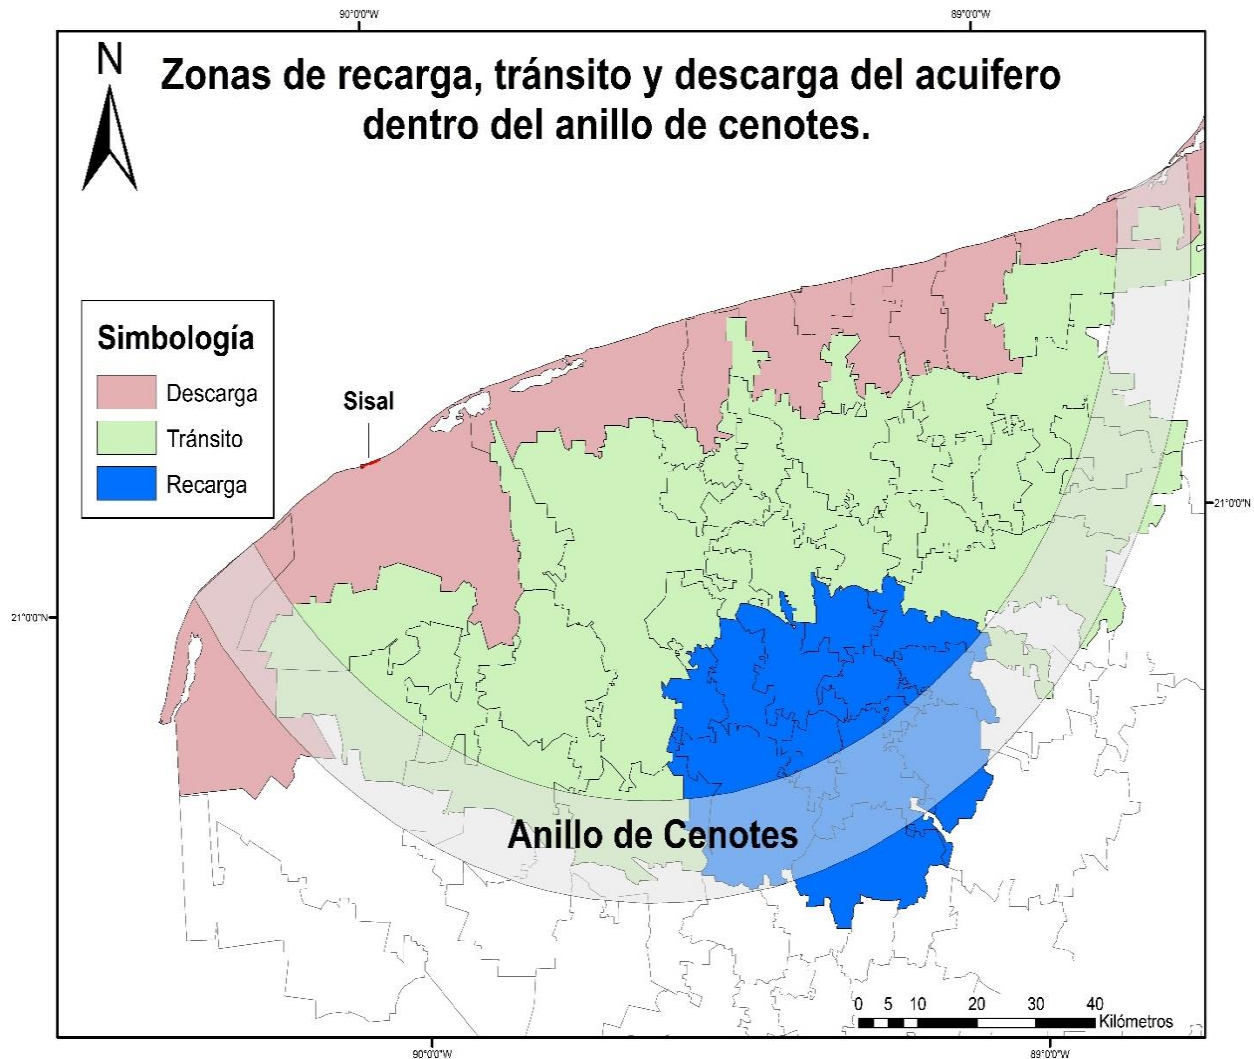 90°0'0"W
89°0'0"W
N
Zonas de recarga, tránsito y descarga del acuifero
dentro del anillo de cenotes.
Simbología
Descarga
Tránsito
Recarga
Sisal
21°0'0"N
21°0'0"N
Anillo de Cenotes
0 5 10 20 30 40
Kilómetros
90°0'0"W
89°0'0"W